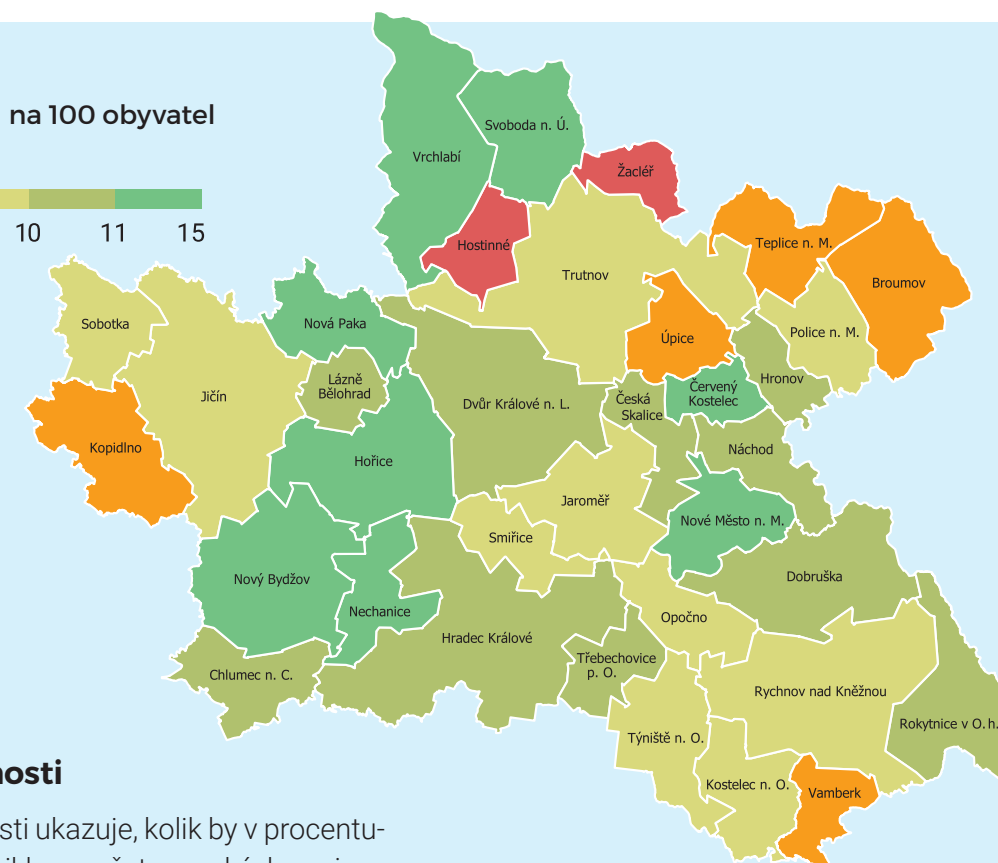 na 100 obyvatel
10 11 15
Svoboda n. Ú.
Vrchlabí
Žacléř
Hostinné
Teplice n. M.
Trutnov
Broumov
Sobotka
Nová Paka
Police n. M.
Úpice
Lázně
Bělohrad
Hronov
Červený
Kostelec
Jičín
Dvůr Králové n. L.
Česká
Skalice
Kopidlno
Hořice
Náchod
Jaroměř
Nové Město n. M.
Smiřice
Nový Bydžov
Dobruška
Nechanice
Opočno
Hradec Králové
Třebechovice
p. O.
Chlumec n. C.
Rychnov nad Kněžnou
Rokytnice v O. h.
Týniště n. O.
Kostelec n. O.
Vamberk
nosti
sti ukazuje, kolik by v procentu-